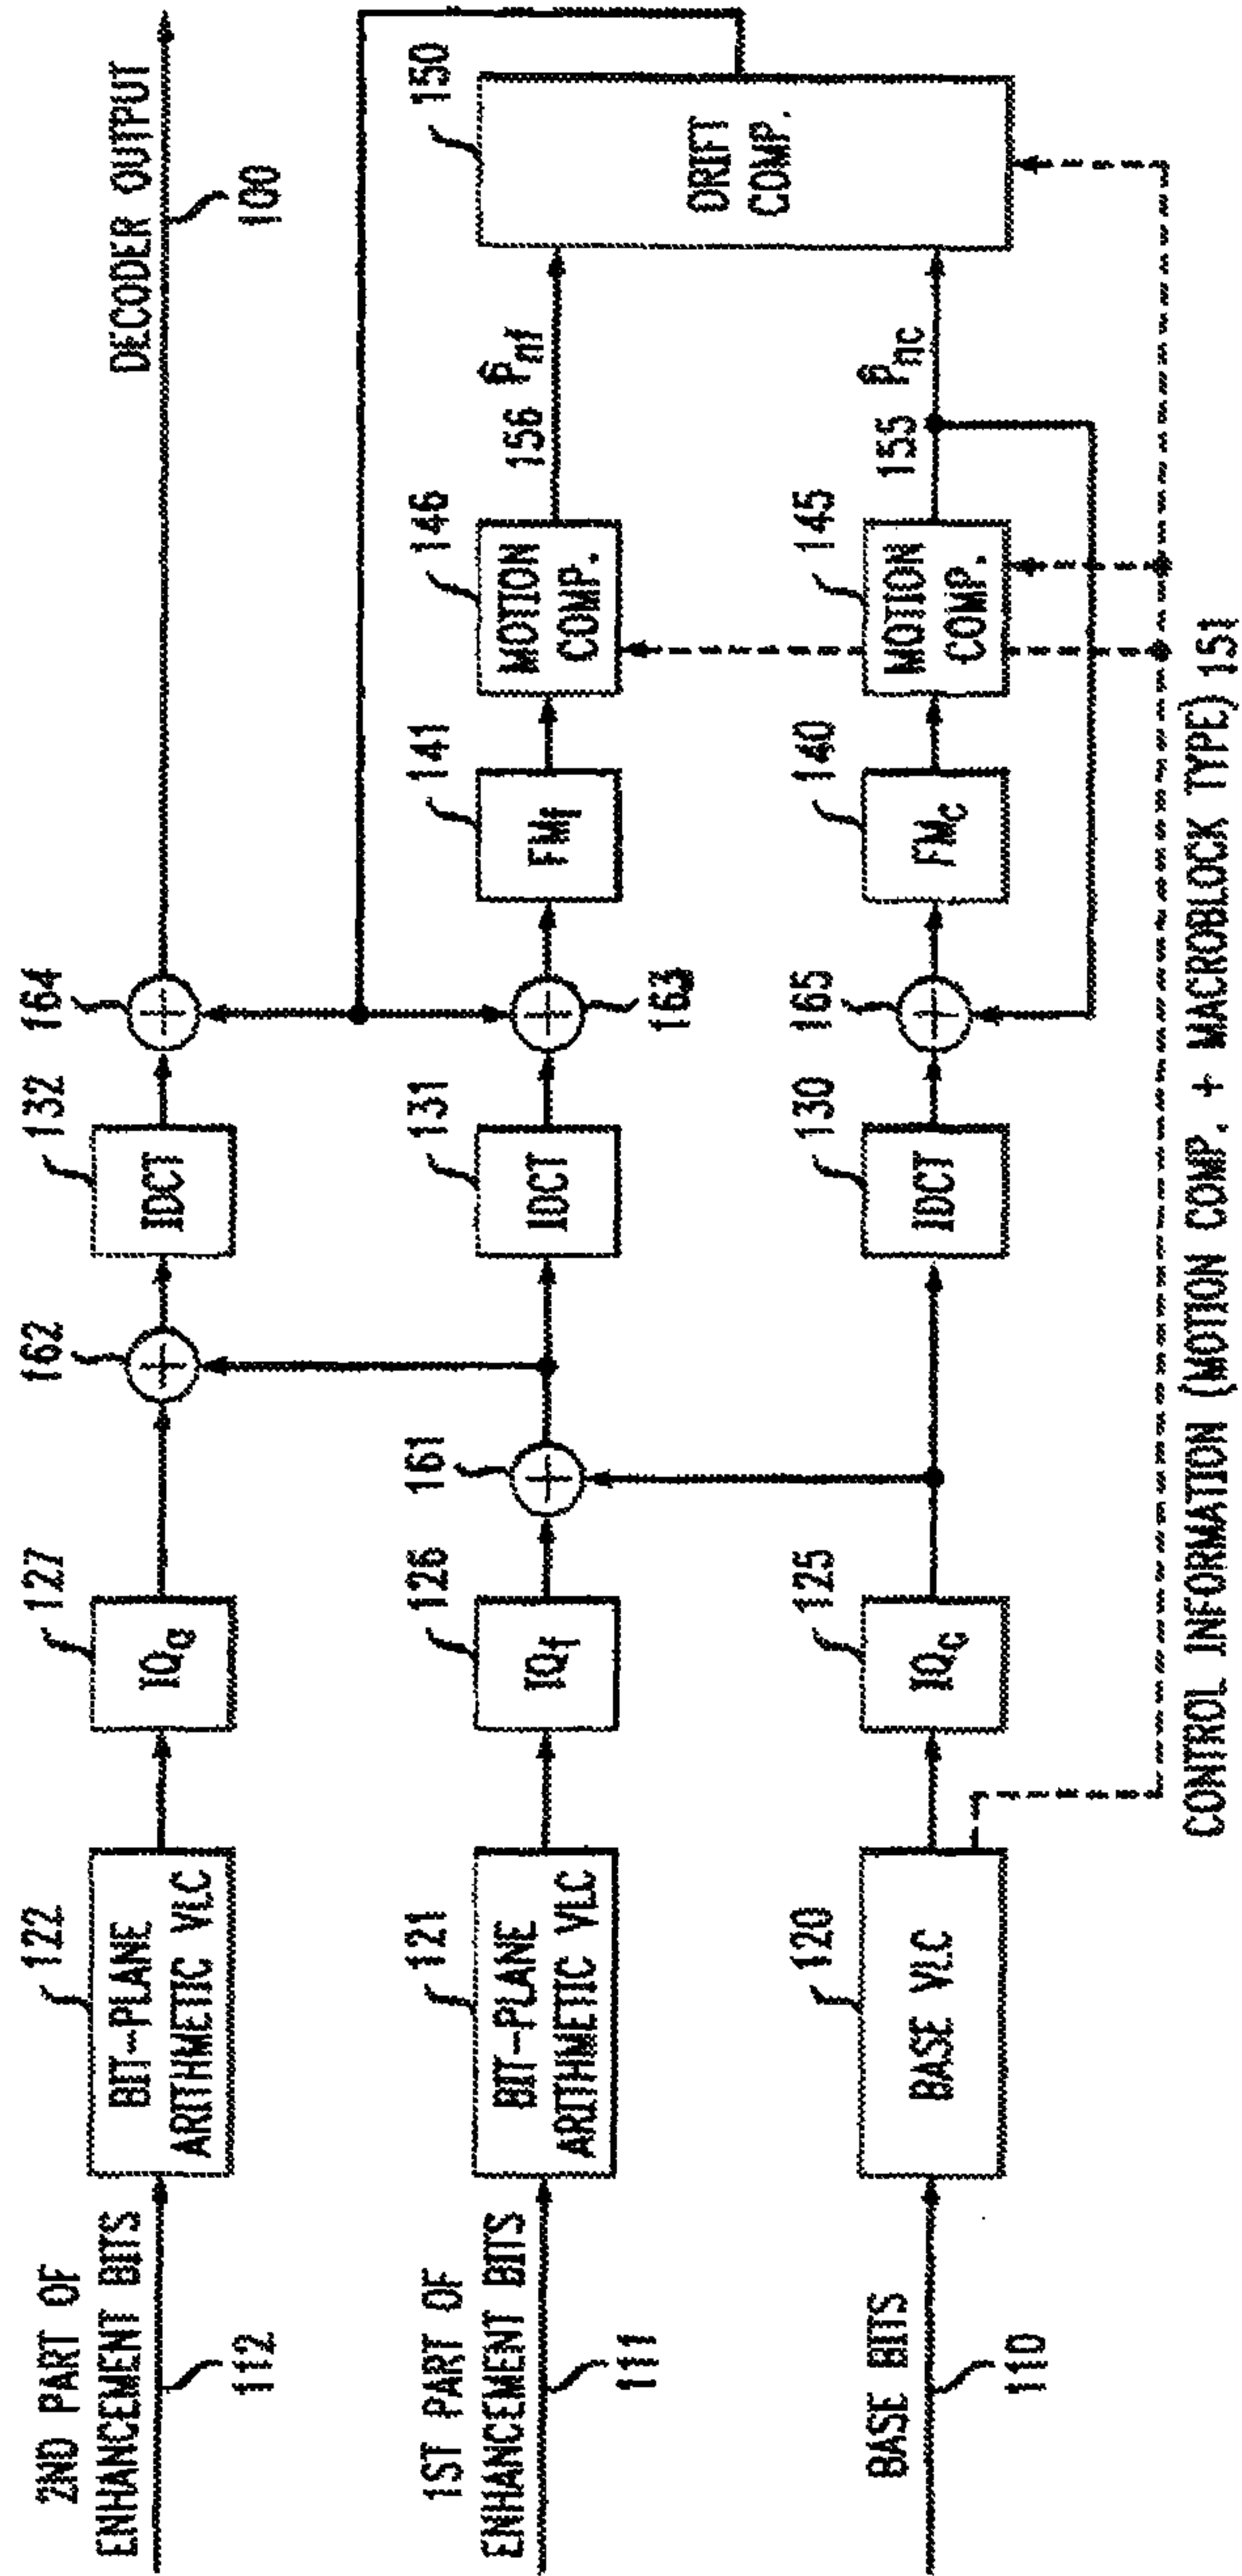 2ND PART OF
ENHANCEMENT BITS
112
122
BIT-PLANE
ARITHMETIC VLC
127
IQ
162
132
IDCT
164
DECODER OUTPUT
100
1ST PART OF
ENHANCEMENT BITS
111
121
BIT-PLANE
ARITHMETIC VLC
126
IQf
161
131
IDCT
163
141
FMf
146
MOTION
COMP.
156 P̂nf
150
DRIFT
COMP.
BASE BITS
110
120
BASE VLC
125
IQc
130
IDCT
165
140
FMc
145
MOTION
COMP.
155 P̂nc
CONTROL INFORMATION (MOTION COMP. + MACROBLOCK TYPE) 151